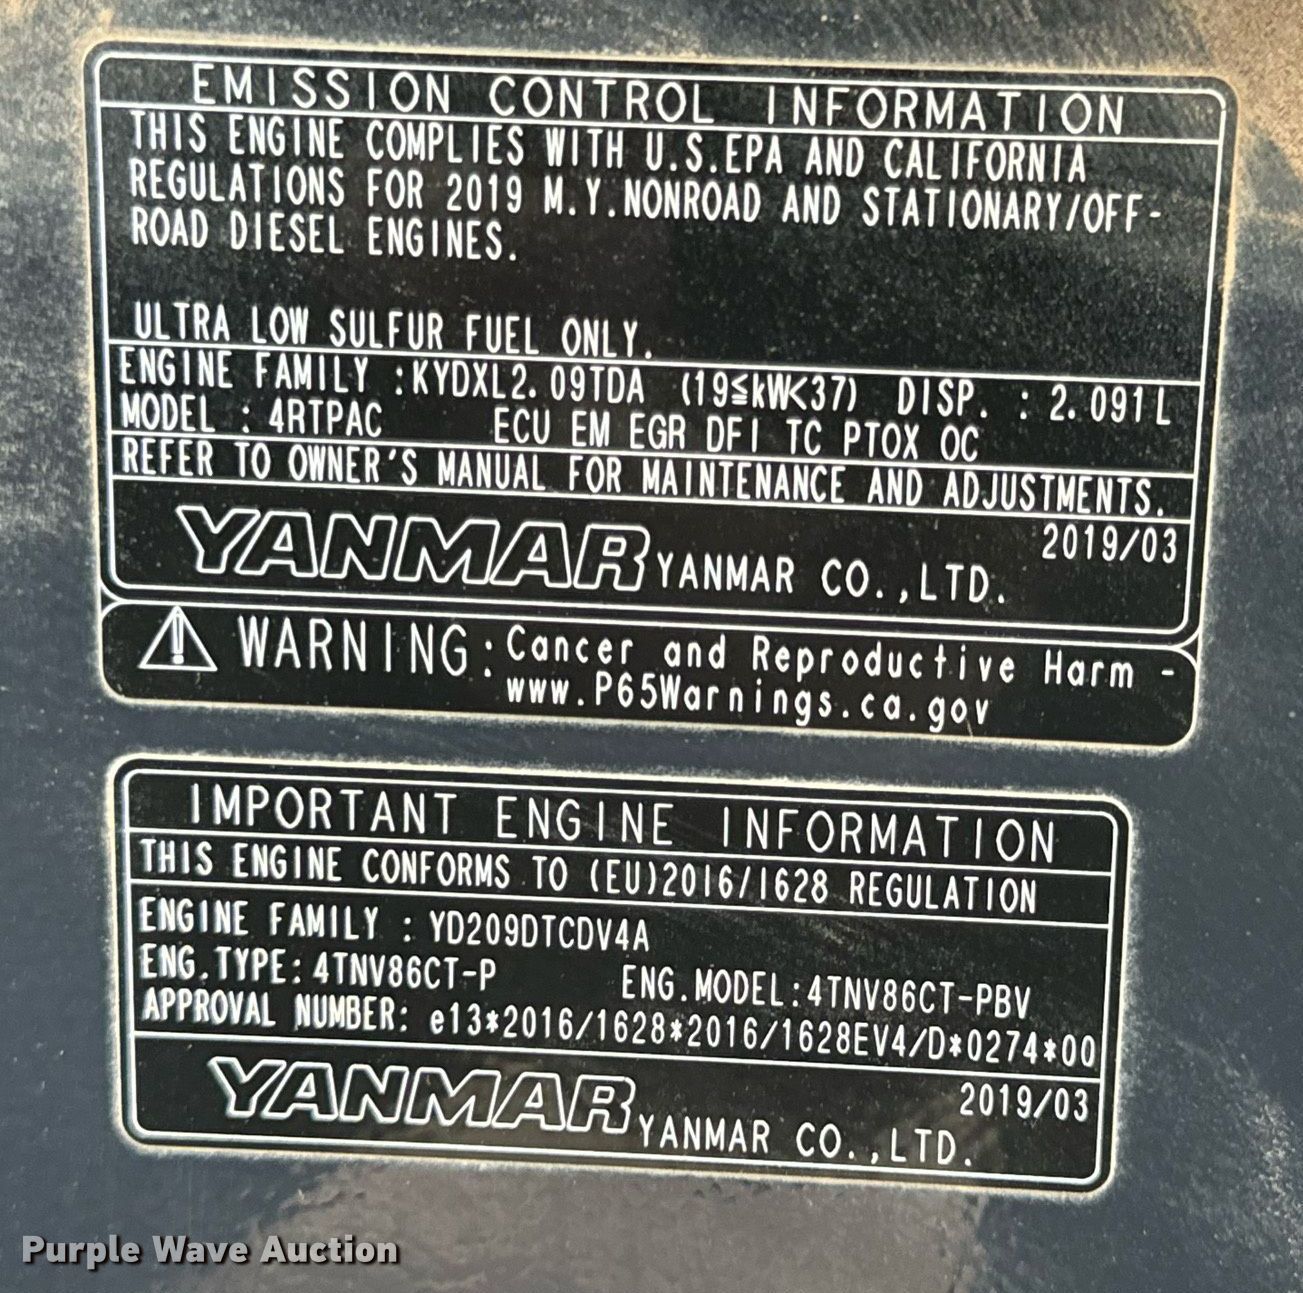 EMISSION CONTROL INFORMATION
THIS ENGINE COMPLIES WITH U.S.EPA AND CALIFORNIA
REGULATIONS FOR 2019 M.Y.NONROAD AND STATIONARY/OFF-
ROAD DIESEL ENGINES.
ULTRA LOW SULFUR FUEL ONLY.
ENGINE FAMILY :KYDXL2.09TDA (19≦kW<37) DISP. : 2.091L
MODEL : 4RTPAC ECU EM EGR DFI TC PTOX OC
REFER TO OWNER'S MANUAL FOR MAINTENANCE AND ADJUSTMENTS.
2019/03
YANMAR YANMAR CO.,LTD.
WARNING:Cancer and Reproductive Harm -
www.P65Warnings.ca.gov
IMPORTANT ENGINE INFORMATION
THIS ENGINE CONFORMS TO (EU)2016/1628 REGULATION
ENGINE FAMILY : YD209DTCDV4A
ENG.TYPE:4TNV86CT-P ENG.MODEL:4TNV86CT-PBV
APPROVAL NUMBER: e13*2016/1628*2016/1628EV4/D*0274*00
2019/03
YANMAR YANMAR CO.,LTD.
Purple Wave Auction